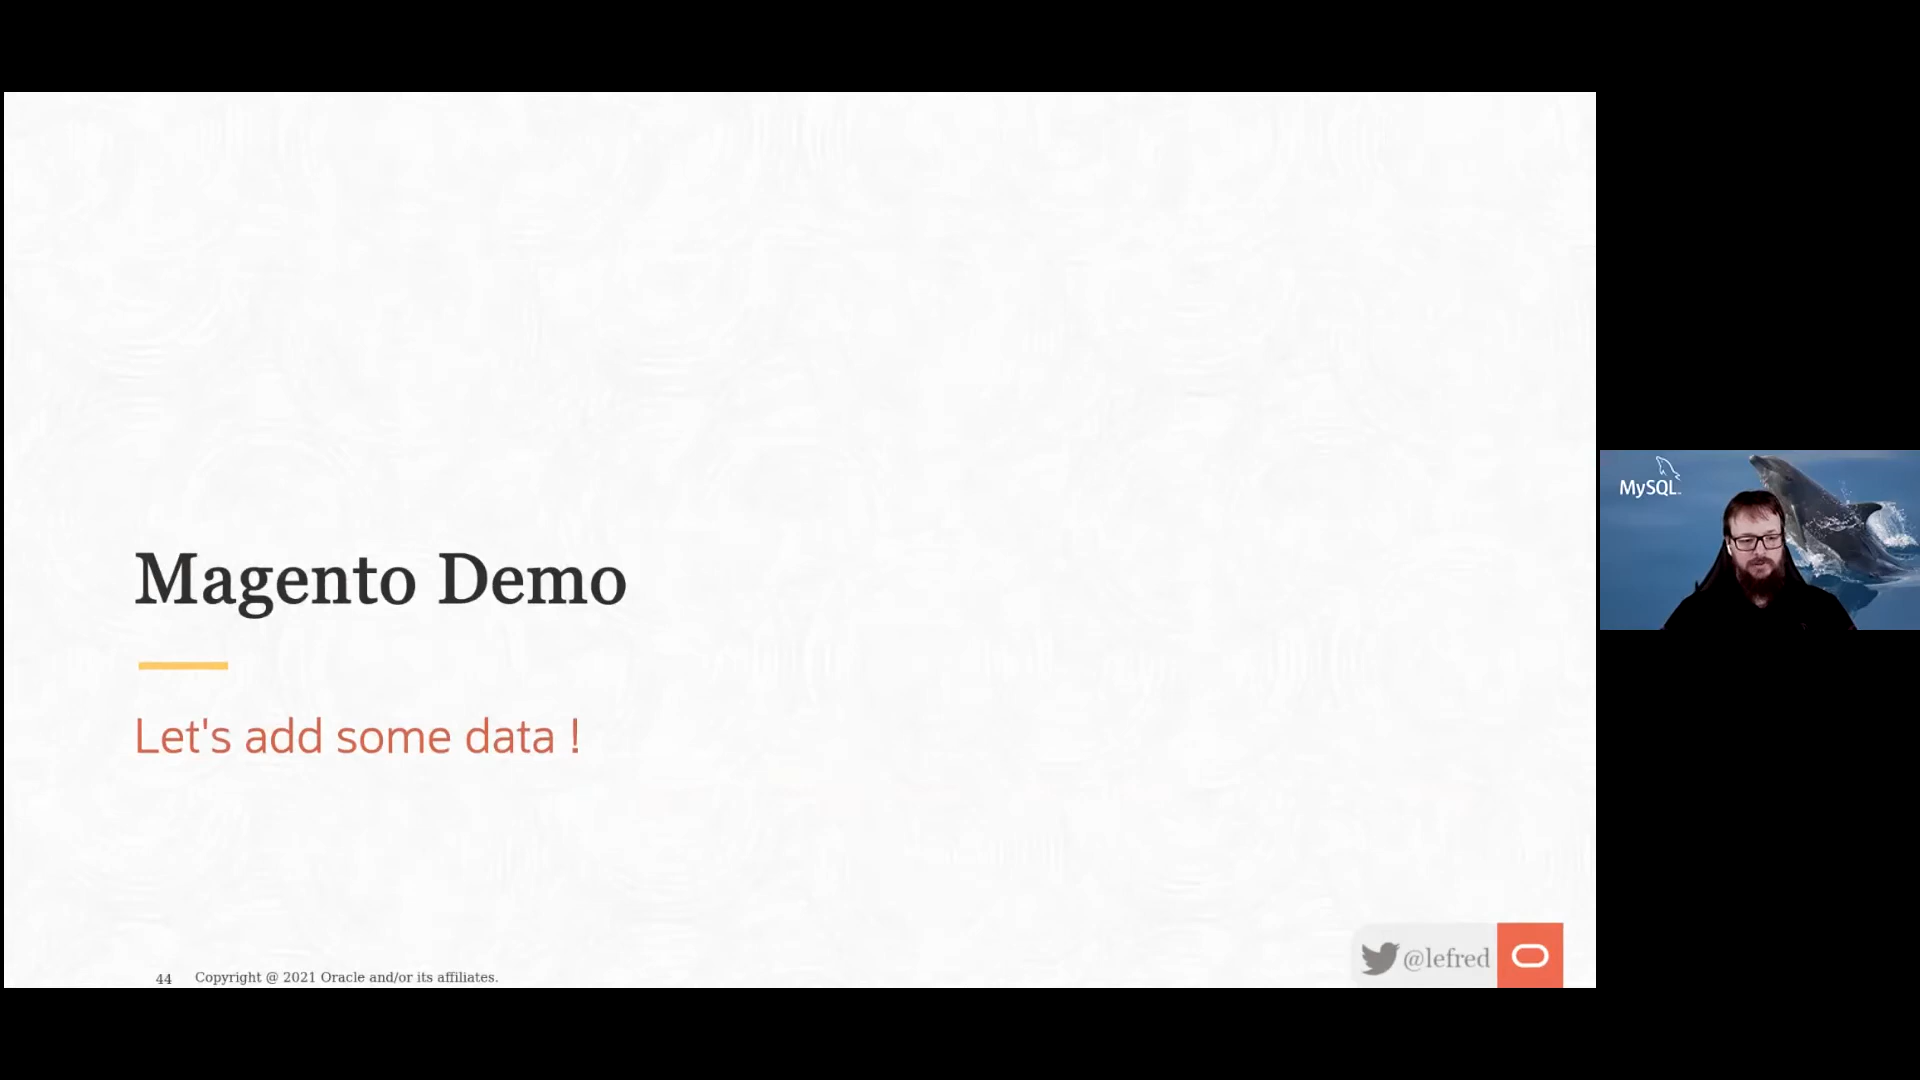 MySQL
Magento Demo
Let's add some data !
@lefred
44 Copyright @ 2021 Oracle and/or its affiliates.